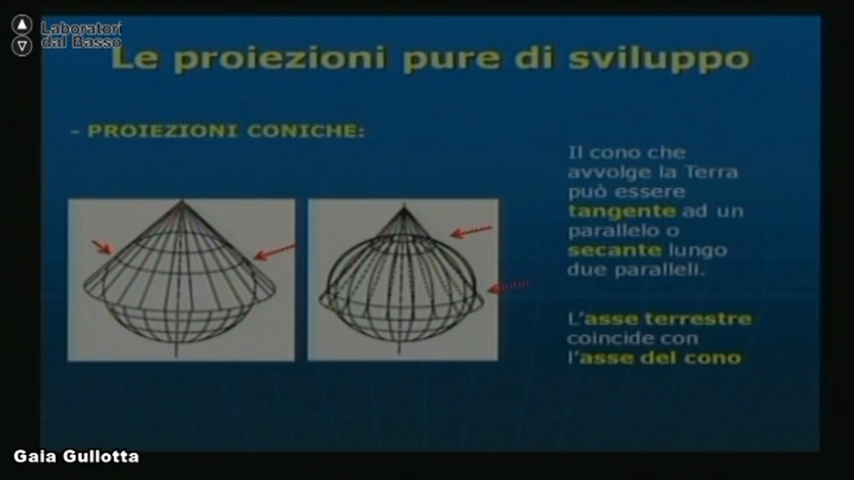 Laboratori
dal Basso
Le proiezioni pure di sviluppo
- PROIEZIONI CONICHE:
Il cono che
avvolge la Terra
può essere
tangente ad un
parallelo o
secante lungo
due paralleli.
L'asse terrestre
coincide con
l'asse del cono
Gaia Gullotta